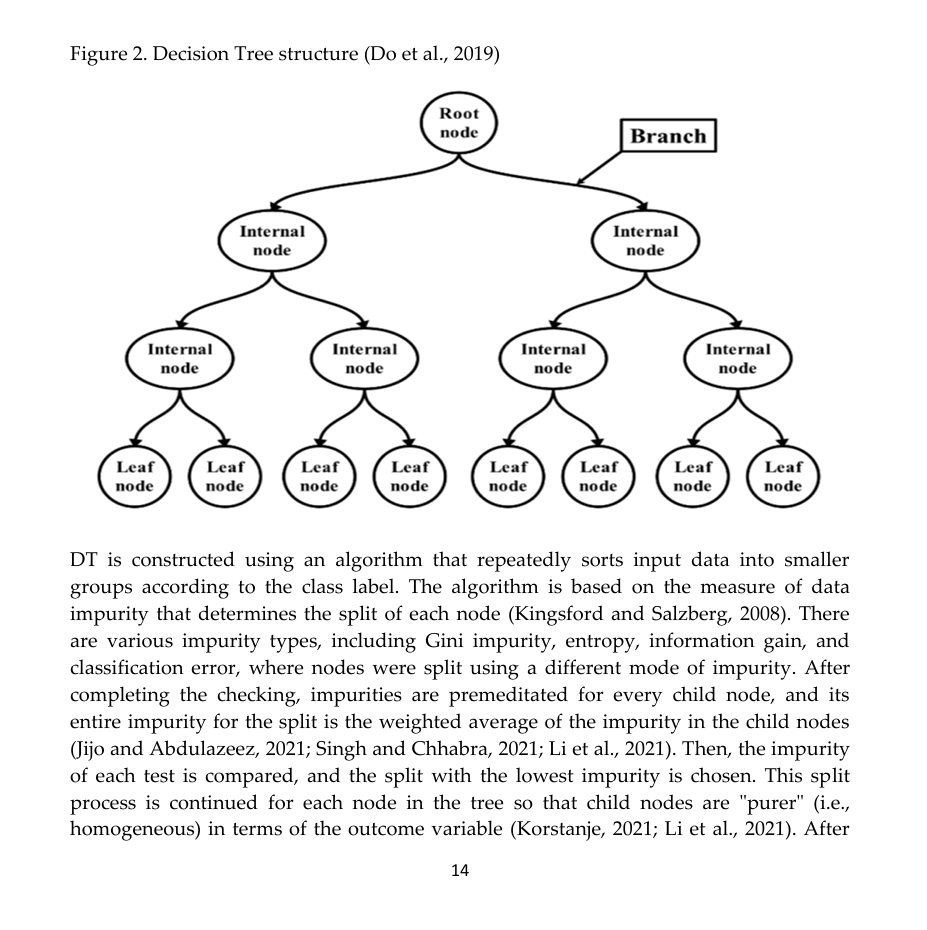 Figure 2. Decision Tree structure (Do et al., 2019)
Root
node
Branch
Internal
node
Internal
node
Internal
node
Internal
node
Internal
node
Internal
node
Leaf
node
Leaf
node
Leaf
node
Leaf
node
Leaf
node
Leaf
node
Leaf
node
Leaf
node
DT is constructed using an algorithm that repeatedly sorts input data into smaller
groups according to the class label. The algorithm is based on the measure of data
impurity that determines the split of each node (Kingsford and Salzberg, 2008). There
are various impurity types, including Gini impurity, entropy, information gain, and
classification error, where nodes were split using a different mode of impurity. After
completing the checking, impurities are premeditated for every child node, and its
entire impurity for the split is the weighted average of the impurity in the child nodes
(Jijo and Abdulazeez, 2021; Singh and Chhabra, 2021; Li et al., 2021). Then, the impurity
of each test is compared, and the split with the lowest impurity is chosen. This split
process is continued for each node in the tree so that child nodes are "purer" (i.e.,
homogeneous) in terms of the outcome variable (Korstanje, 2021; Li et al., 2021). After
14